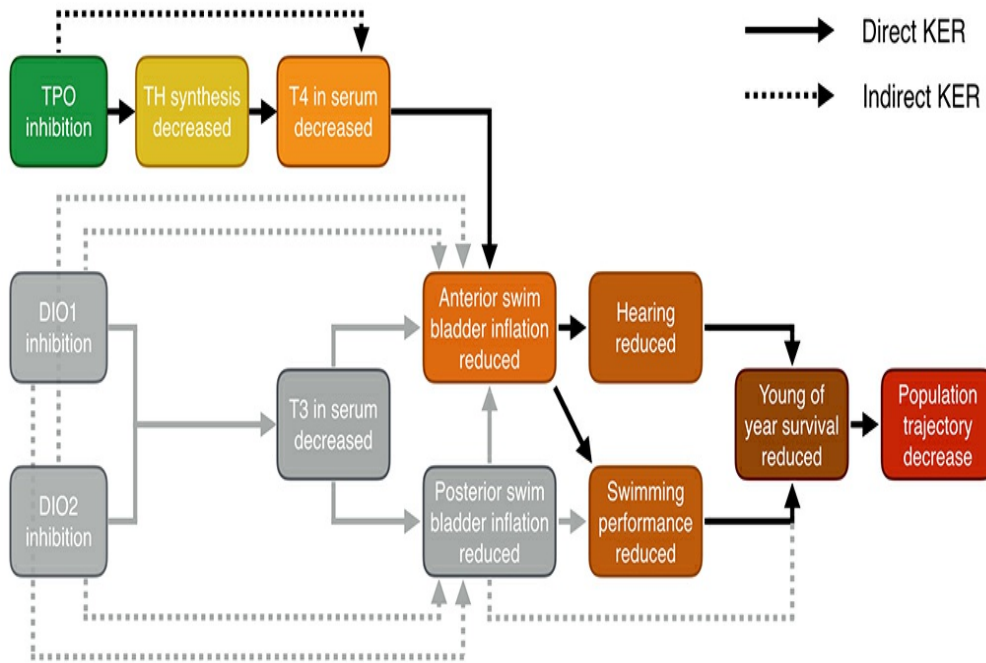 Direct KER
Indirect KER
TPO
inhibition
TH synthesis
decreased
T4 in serum
decreased
DIO1
inhibition
DIO2
inhibition
T3 in serum
decreased
Anterior swim
bladder inflation
reduced
Posterior swim
bladder inflation
reduced
Hearing
reduced
Swimming
performance
reduced
Young of
year survival
reduced
Population
trajectory
decrease